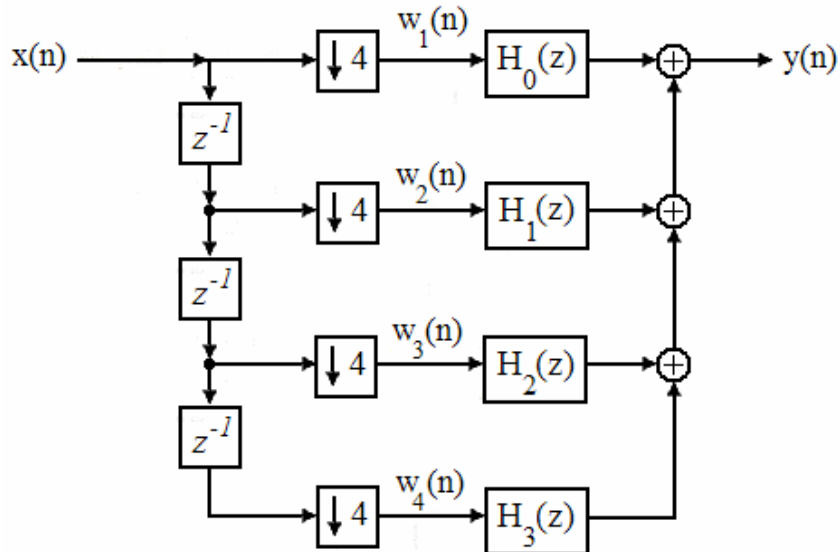 x(n) ↓ 4 w₁(n) H₀(z) + y(n)
z⁻¹
↓ 4 w₂(n) H₁(z) +
z⁻¹
↓ 4 w₃(n) H₂(z) +
z⁻¹
↓ 4 w₄(n) H₃(z)